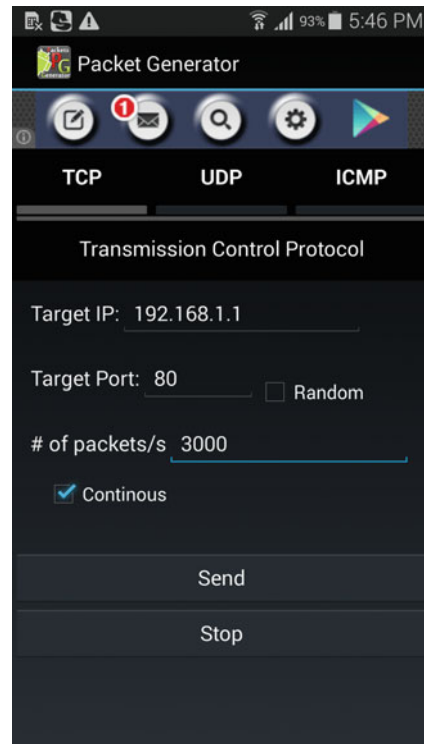 93% 5:46 PM
Packet Generator
1
TCP UDP ICMP
Transmission Control Protocol
Target IP: 192.168.1.1
Target Port: 80 Random
# of packets/s 3000
Continous
Send
Stop